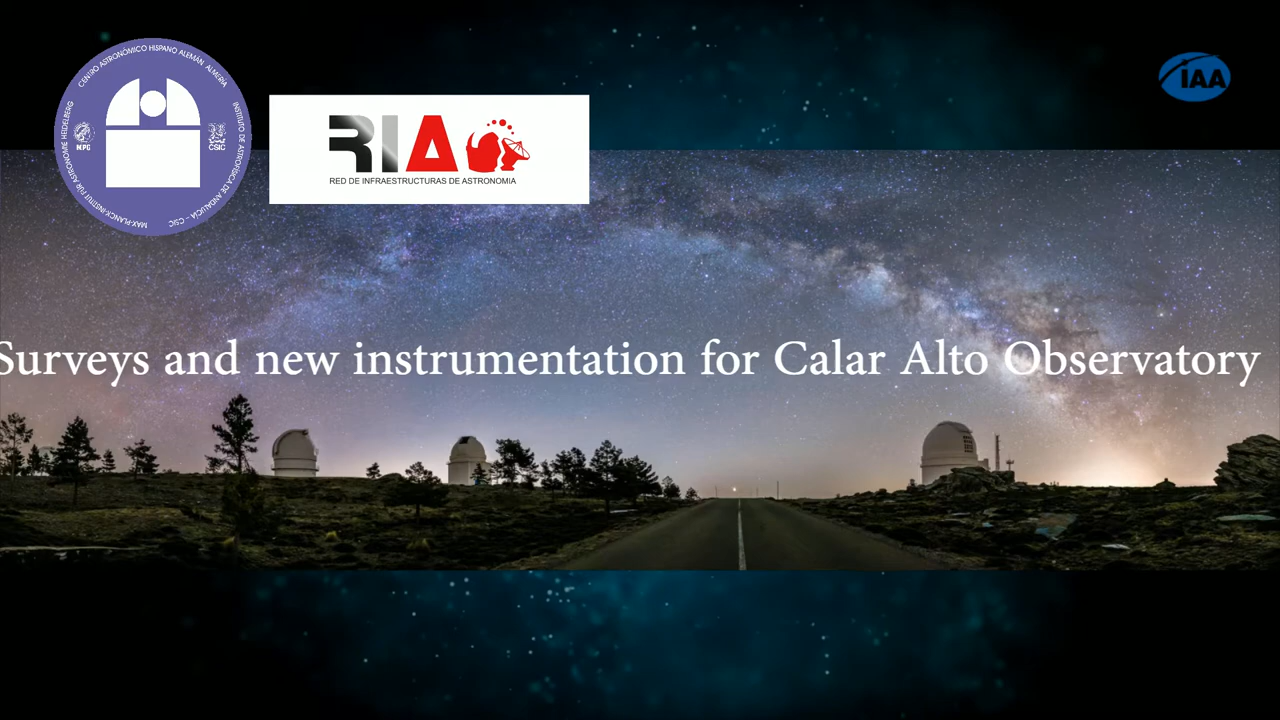 CENTRO ASTRONÓMICO HISPANO ALEMÁN ALMERÍA
INSTITUTO DE ASTROFÍSICA DE ANDALUCÍA - CSIC
MAX-PLANCK-INSTITUT FÜR ASTRONOMIE HEIDELBERG
MPG
CSIC
RIA
RED DE INFRAESTRUCTURAS DE ASTRONOMIA
IAA
Surveys and new instrumentation for Calar Alto Observatory